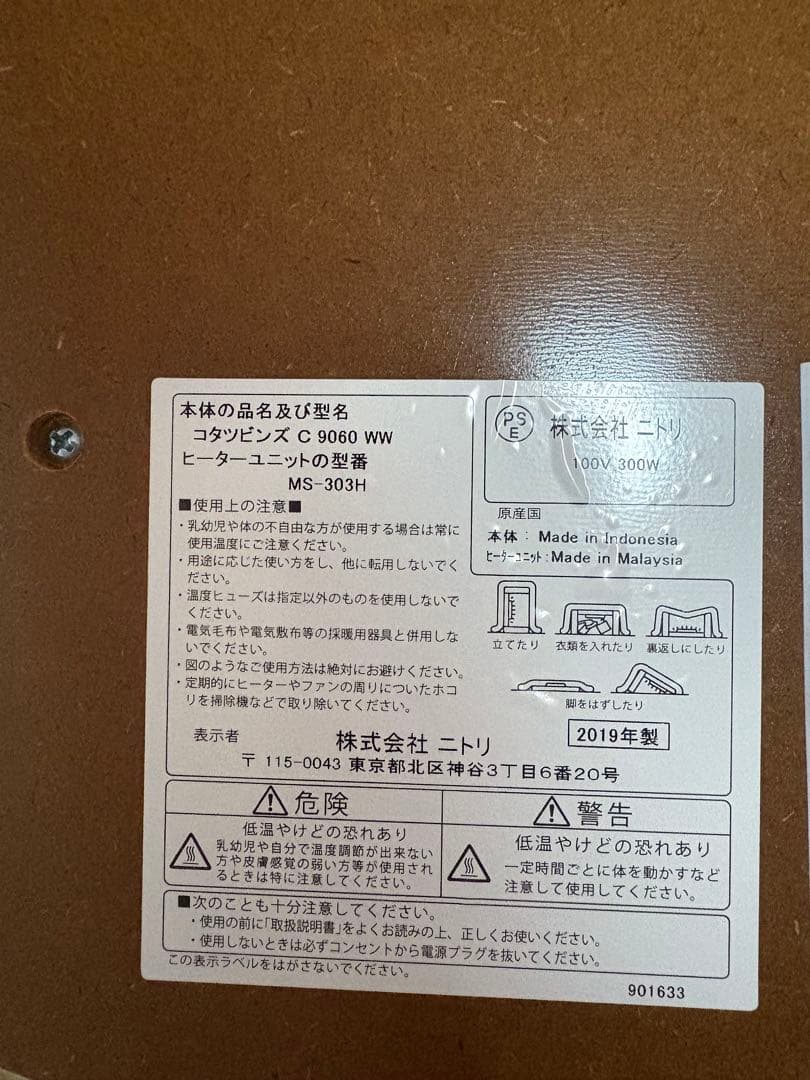 本体の品名及び型名
コタツビンズ C 9060 WW
ヒーターユニットの型番
MS-303H
■使用上の注意■
・乳幼児や体の不自由な方が使用する場合は常に
使用温度にご注意ください。
・用途に応じた使い方をし、他に転用しないでく
ださい。
・温度ヒューズは指定以外のものを使用しないで
ください。
・電気毛布や電気敷布等の採暖用器具と併用しな
いでください。
・図のようなご使用方法は絶対にお避けください。
・定期的にヒーターやファンの周りについたホコ
リを掃除機などで取り除いてください。
PS
E
株式会社 ニトリ
100V 300W
原産国
本体： Made in Indonesia
ヒーターユニット：Made in Malaysia
立てたり 衣類を入れたり 裏返しにしたり
脚をはずしたり
2019年製
表示者 株式会社 ニトリ
〒 115-0043 東京都北区神谷3丁目6番20号
危険
低温やけどの恐れあり
乳幼児や自分で温度調節が出来ない
方や皮膚感覚の弱い方等が使用され
るときは特に注意してください。
警告
低温やけどの恐れあり
一定時間ごとに体を動かすなど
注意して使用してください。
■次のことも十分注意してください。
・使用の前に「取扱説明書」をよくお読みの上、正しくお使いください。
・使用しないときは必ずコンセントから電源プラグを抜いてください。
この表示ラベルをはがさないでください。
901633